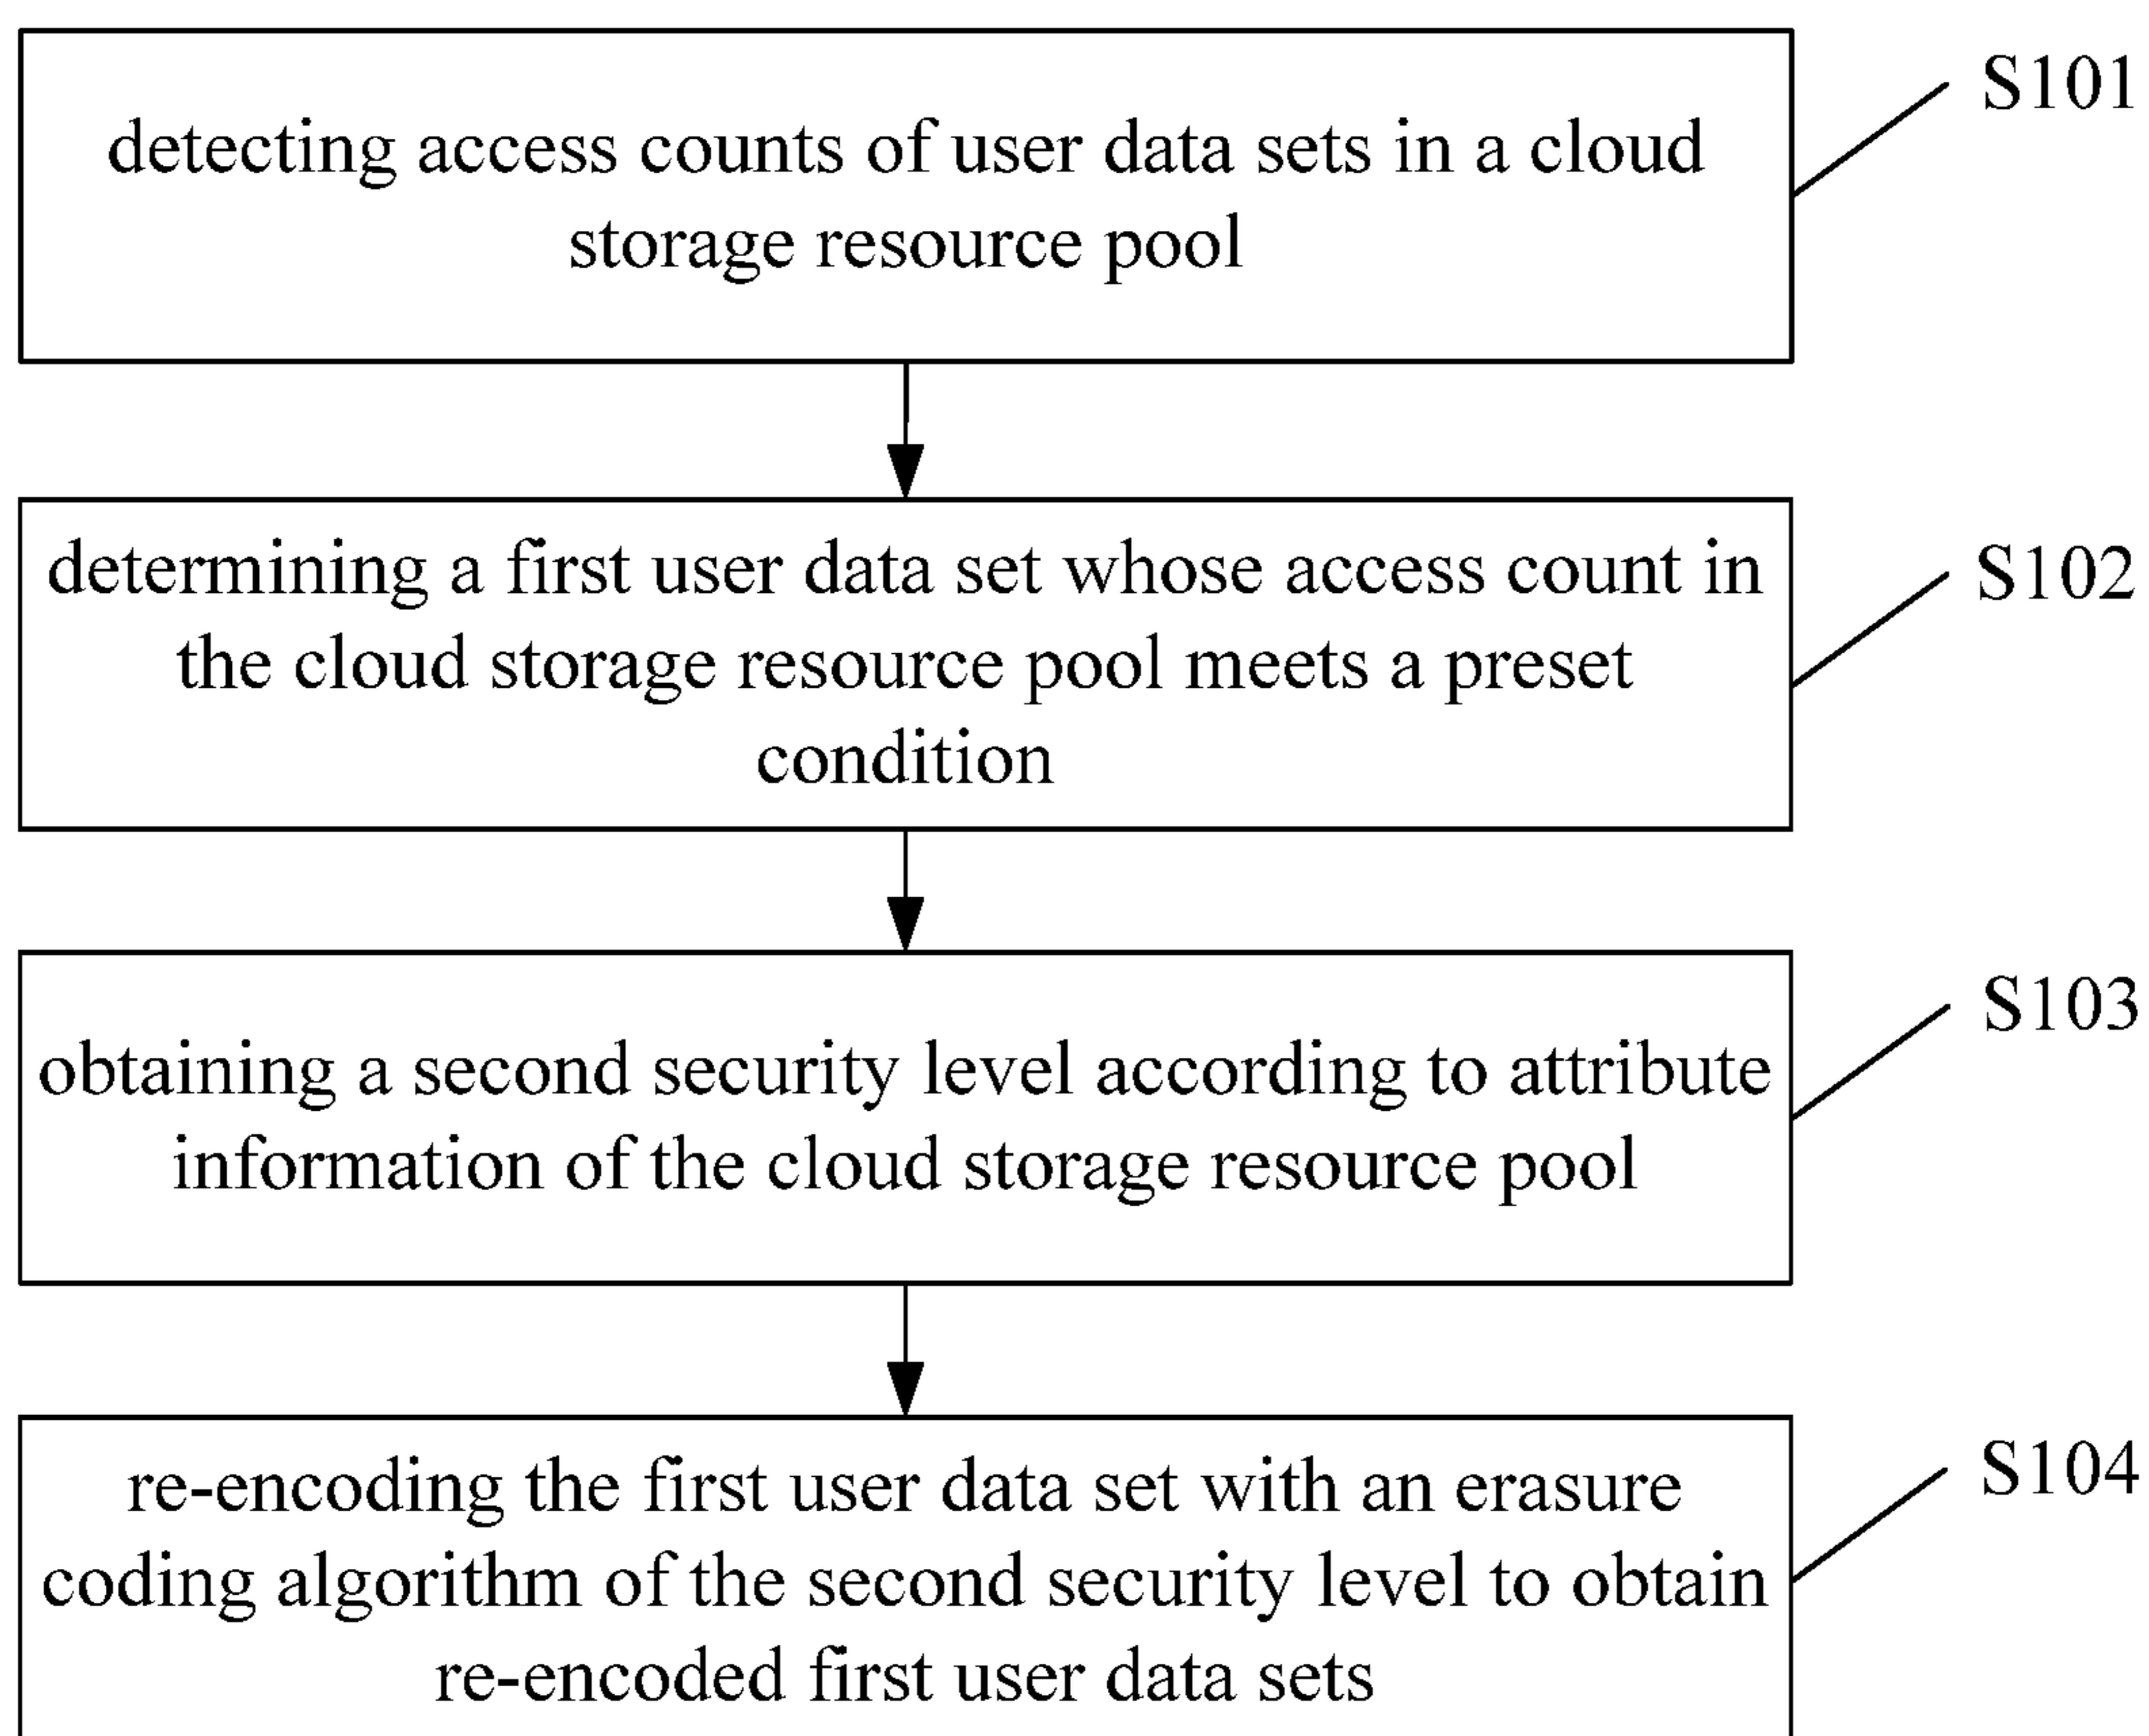 detecting access counts of user data sets in a cloud
storage resource pool
S101
determining a first user data set whose access count in
the cloud storage resource pool meets a preset
condition
S102
obtaining a second security level according to attribute
information of the cloud storage resource pool
S103
re-encoding the first user data set with an erasure
coding algorithm of the second security level to obtain
re-encoded first user data sets
S104